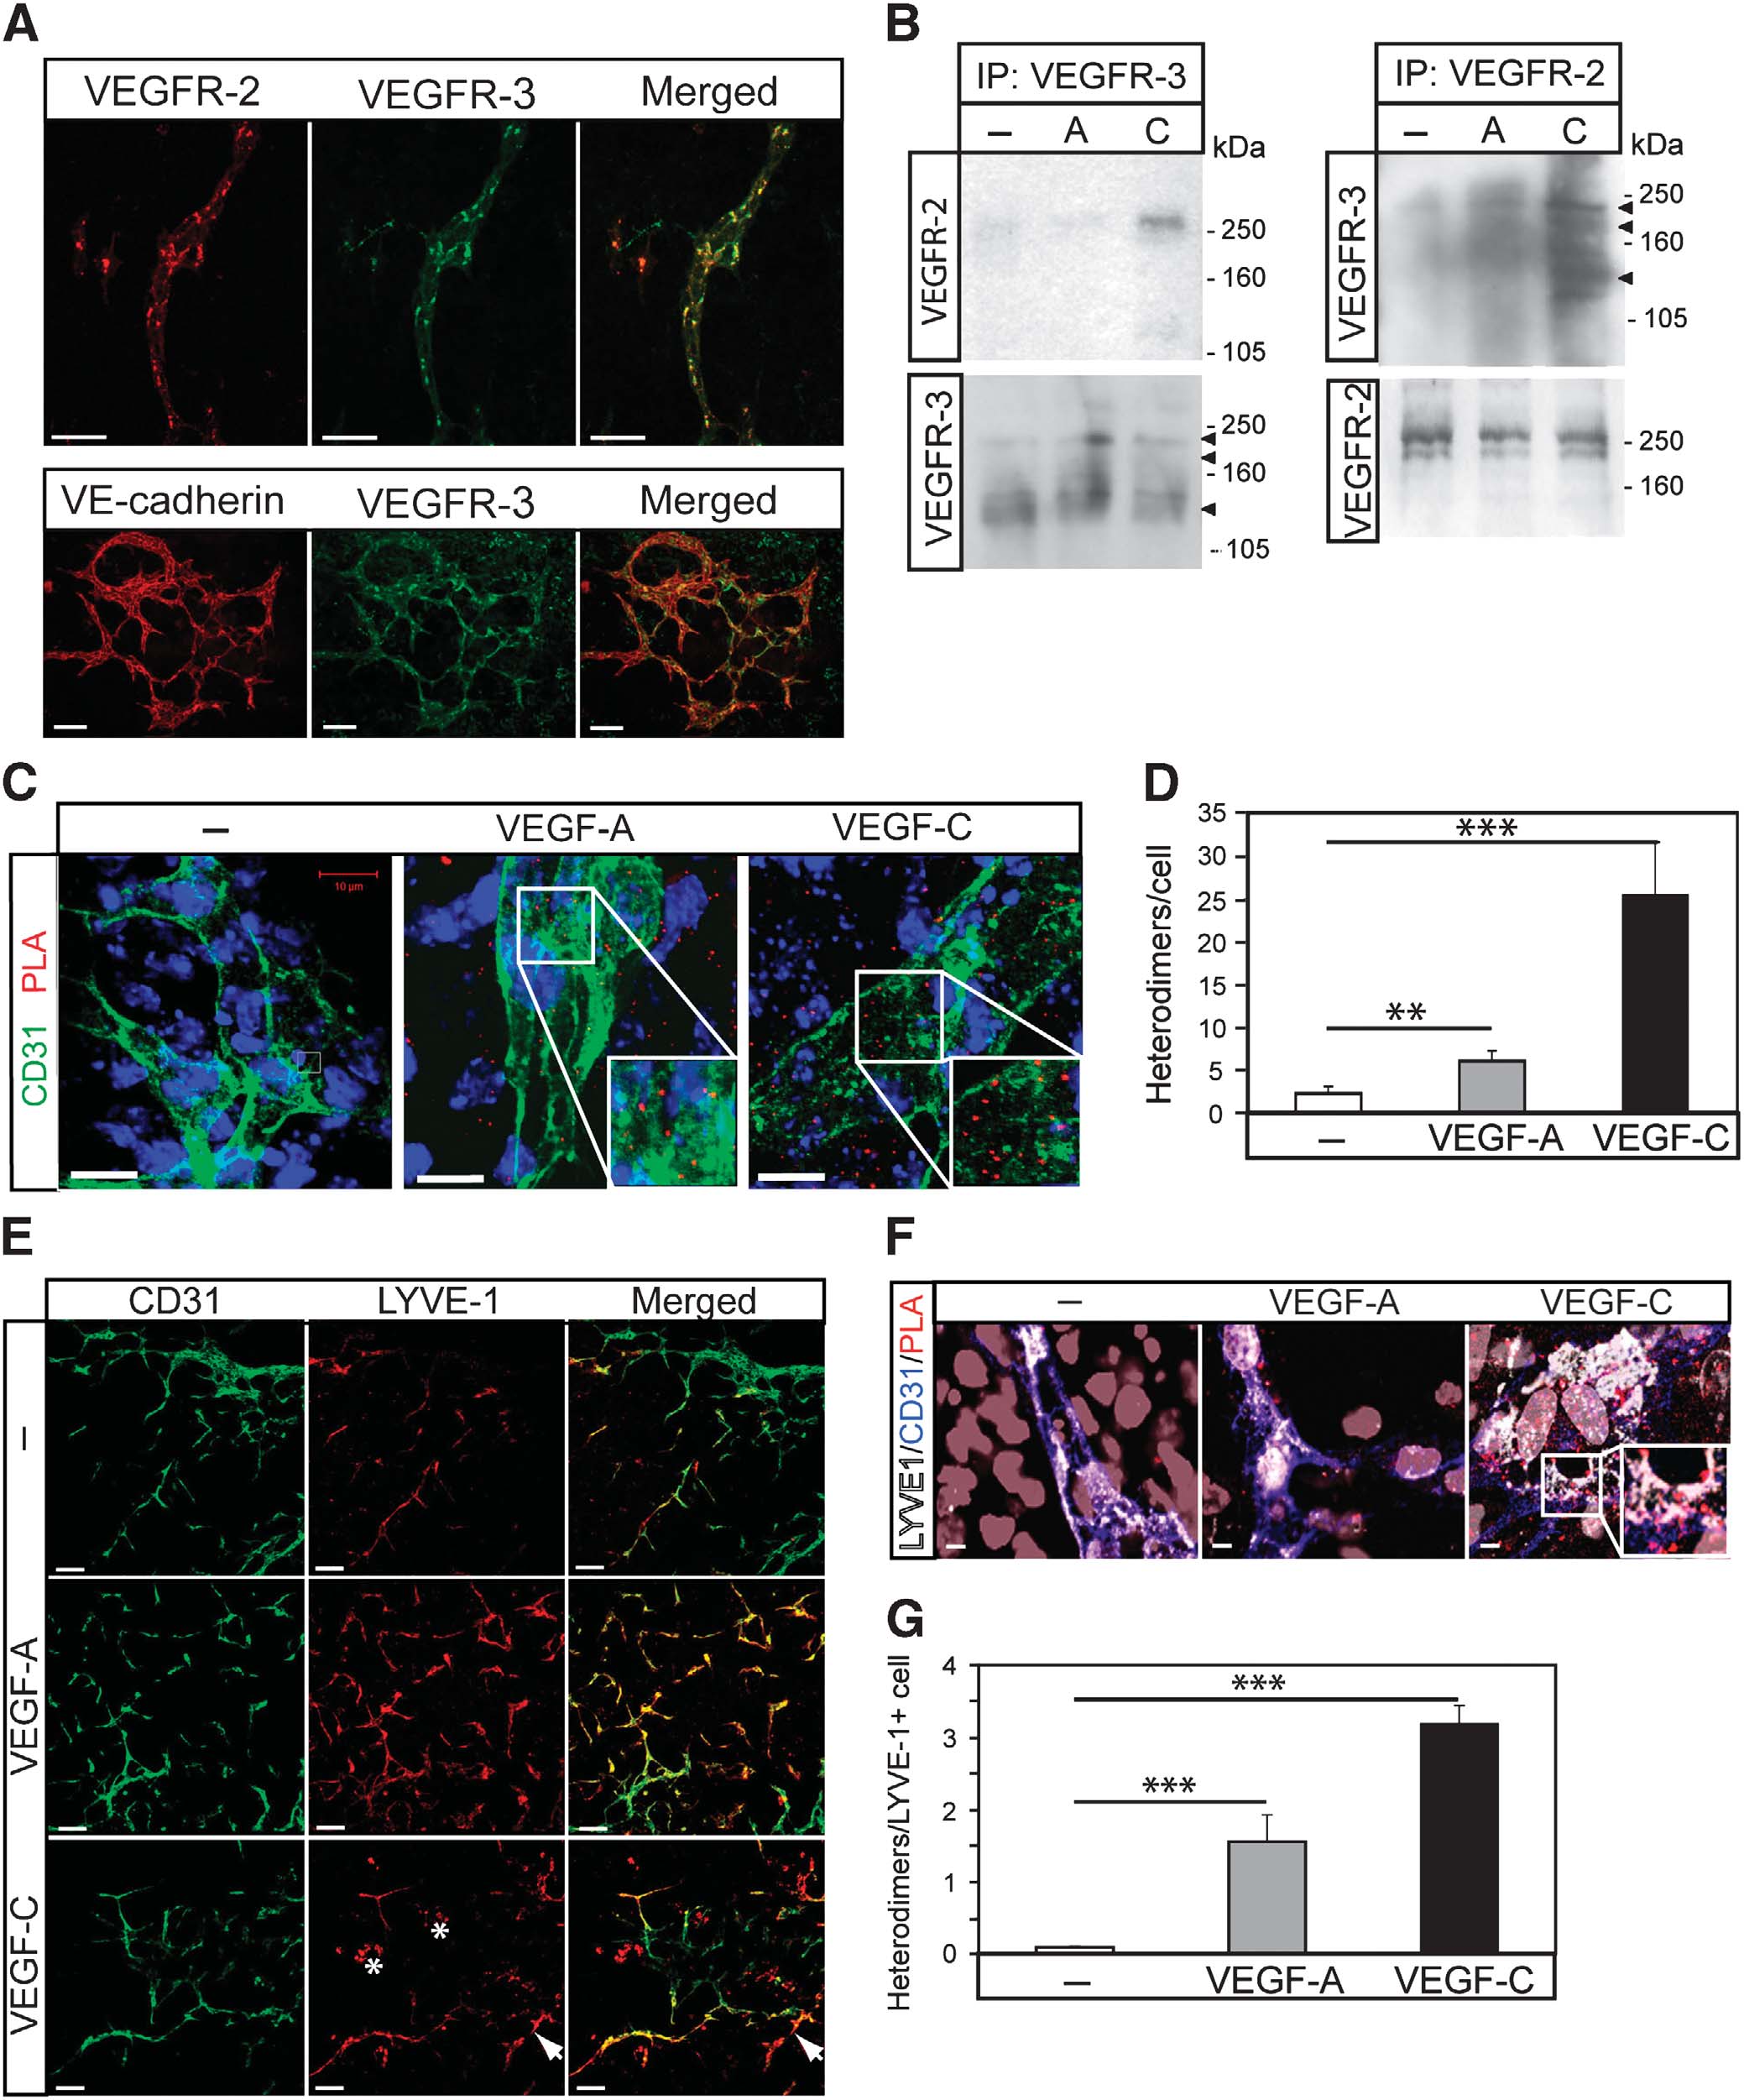 A
VEGFR-2 VEGFR-3 Merged
VE-cadherin VEGFR-3 Merged
B
IP: VEGFR-3
– A C
kDa
VEGFR-2
- 250
- 160
- 105
VEGFR-3
- 250
- 160
- 105
IP: VEGFR-2
– A C
kDa
VEGFR-3
- 250
- 160
- 105
VEGFR-2
- 250
- 160
C
– VEGF-A VEGF-C
CD31 PLA
10 µm
D
Heterodimers/cell
35
30
25
20
15
10
5
0
***
**
– VEGF-A VEGF-C
E
CD31 LYVE-1 Merged
–
VEGF-A
VEGF-C
*
*
F
– VEGF-A VEGF-C
LYVE1/CD31/PLA
G
Heterodimers/LYVE-1+ cell
4
3
2
1
0
***
***
– VEGF-A VEGF-C